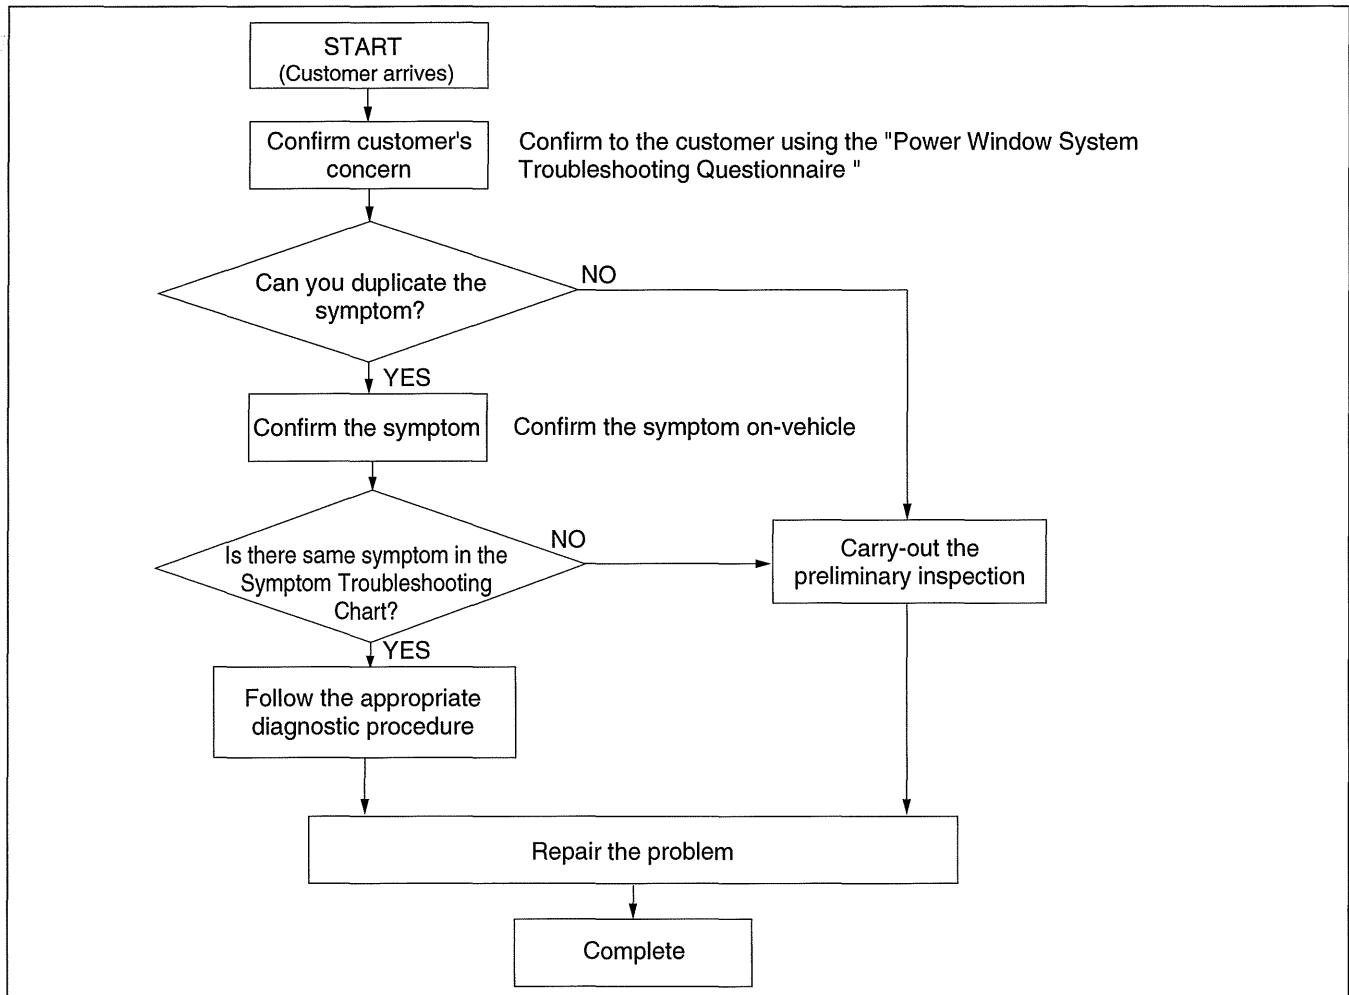 START
(Customer arrives)
Confirm customer's
concern
Confirm to the customer using the "Power Window System
Troubleshooting Questionnaire "
Can you duplicate the
symptom?
NO
YES
Confirm the symptom
Confirm the symptom on-vehicle
Is there same symptom in the
Symptom Troubleshooting
Chart?
NO
Carry-out the
preliminary inspection
YES
Follow the appropriate
diagnostic procedure
Repair the problem
Complete